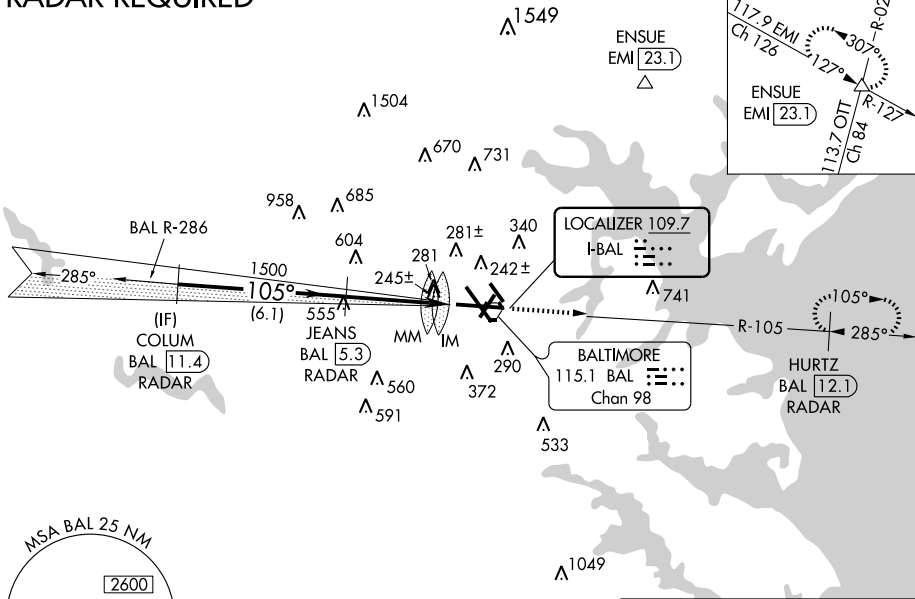 RADAR REQUIRED
1549
ENSUE
EMI 23.1
117.9 EMI
Ch 126
307°
127°
R-02
ENSUE
EMI 23.1
R-127
113.7 OTT
Ch 84
1504
670
731
958
685
BAL R-286
604
281
281±
340
LOCALIZER 109.7
I-BAL
245±
242±
741
285°
1500
105°
(6.1)
555
MM
IM
(IF)
COLUM
BAL 11.4
RADAR
JEANS
BAL 5.3
RADAR
R-105
105°
285°
HURTZ
BAL 12.1
RADAR
290
BALTIMORE
115.1 BAL
Chan 98
560
372
591
533
MSA BAL 25 NM
2600
1049